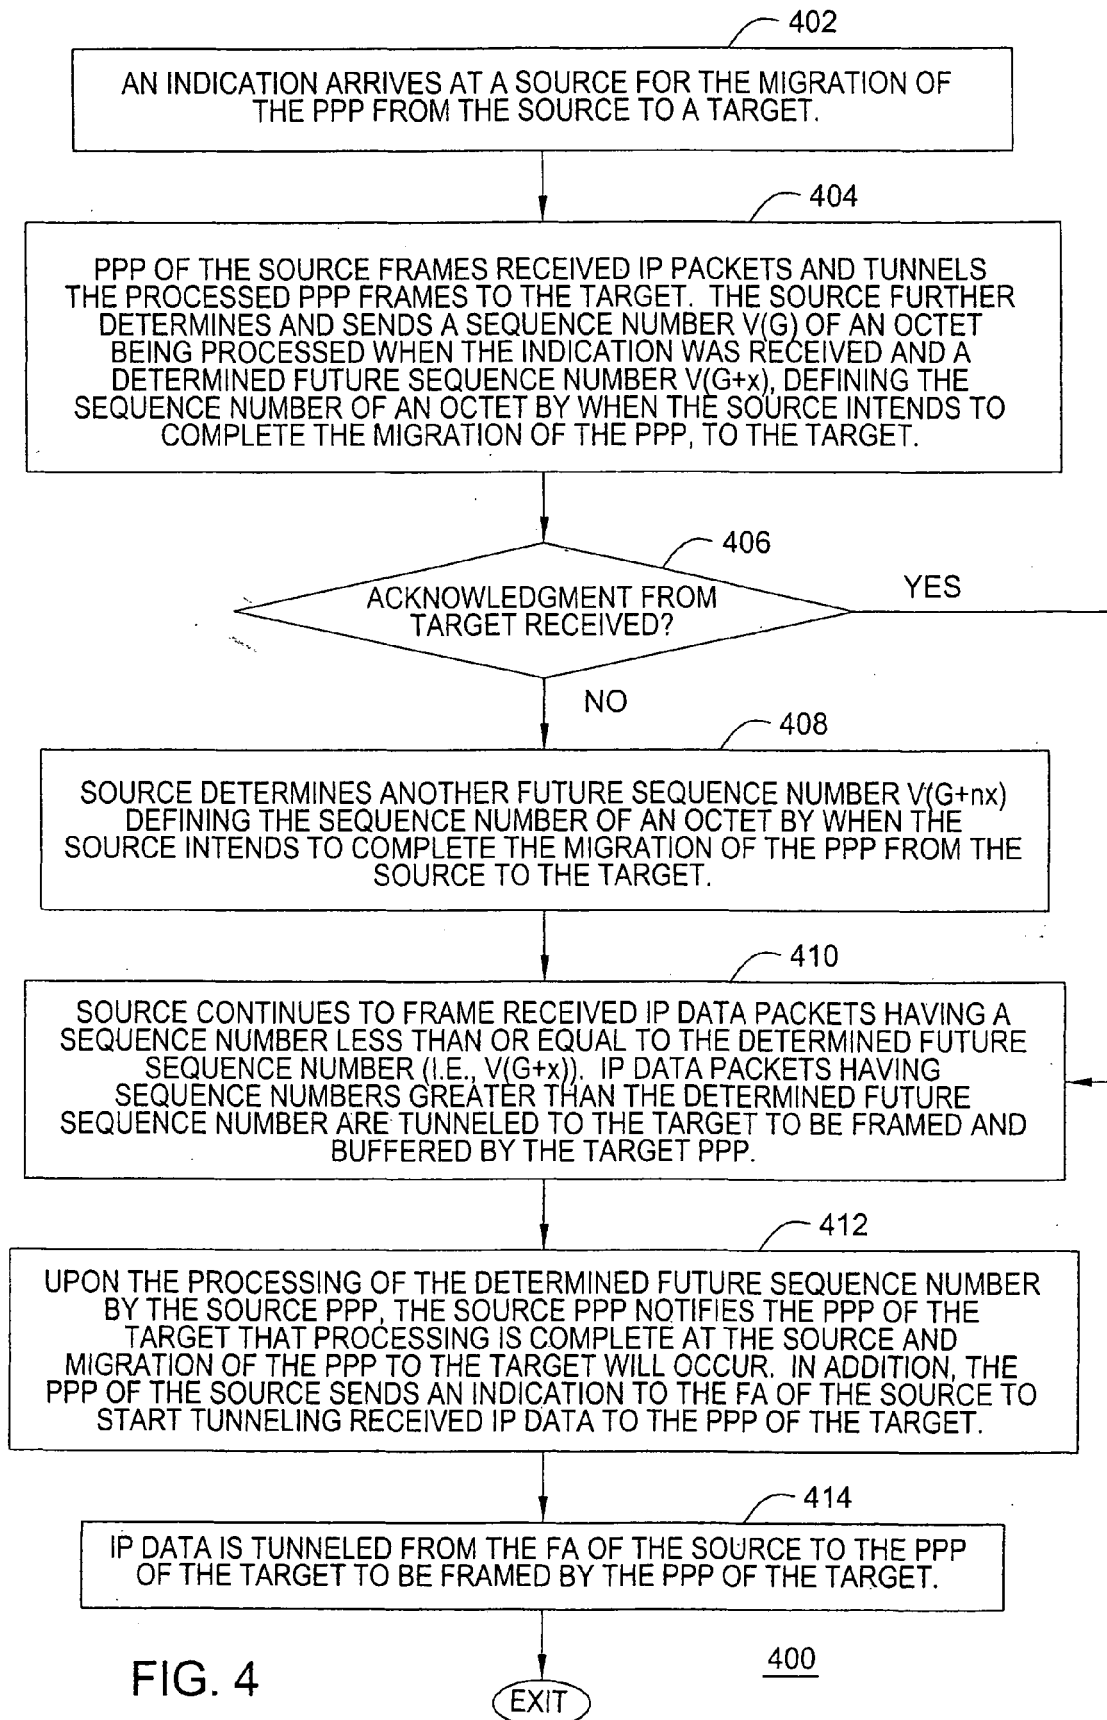 402
AN INDICATION ARRIVES AT A SOURCE FOR THE MIGRATION OF
THE PPP FROM THE SOURCE TO A TARGET.
404
PPP OF THE SOURCE FRAMES RECEIVED IP PACKETS AND TUNNELS
THE PROCESSED PPP FRAMES TO THE TARGET. THE SOURCE FURTHER
DETERMINES AND SENDS A SEQUENCE NUMBER V(G) OF AN OCTET
BEING PROCESSED WHEN THE INDICATION WAS RECEIVED AND A
DETERMINED FUTURE SEQUENCE NUMBER V(G+x), DEFINING THE
SEQUENCE NUMBER OF AN OCTET BY WHEN THE SOURCE INTENDS TO
COMPLETE THE MIGRATION OF THE PPP, TO THE TARGET.
406
ACKNOWLEDGMENT FROM
TARGET RECEIVED?
YES
NO
408
SOURCE DETERMINES ANOTHER FUTURE SEQUENCE NUMBER V(G+nx)
DEFINING THE SEQUENCE NUMBER OF AN OCTET BY WHEN THE
SOURCE INTENDS TO COMPLETE THE MIGRATION OF THE PPP FROM THE
SOURCE TO THE TARGET.
410
SOURCE CONTINUES TO FRAME RECEIVED IP DATA PACKETS HAVING A
SEQUENCE NUMBER LESS THAN OR EQUAL TO THE DETERMINED FUTURE
SEQUENCE NUMBER (I.E., V(G+x)). IP DATA PACKETS HAVING
SEQUENCE NUMBERS GREATER THAN THE DETERMINED FUTURE
SEQUENCE NUMBER ARE TUNNELED TO THE TARGET TO BE FRAMED AND
BUFFERED BY THE TARGET PPP.
412
UPON THE PROCESSING OF THE DETERMINED FUTURE SEQUENCE NUMBER
BY THE SOURCE PPP, THE SOURCE PPP NOTIFIES THE PPP OF THE
TARGET THAT PROCESSING IS COMPLETE AT THE SOURCE AND
MIGRATION OF THE PPP TO THE TARGET WILL OCCUR. IN ADDITION, THE
PPP OF THE SOURCE SENDS AN INDICATION TO THE FA OF THE SOURCE TO
START TUNNELING RECEIVED IP DATA TO THE PPP OF THE TARGET.
414
IP DATA IS TUNNELED FROM THE FA OF THE SOURCE TO THE PPP
OF THE TARGET TO BE FRAMED BY THE PPP OF THE TARGET.
400
FIG. 4
EXIT